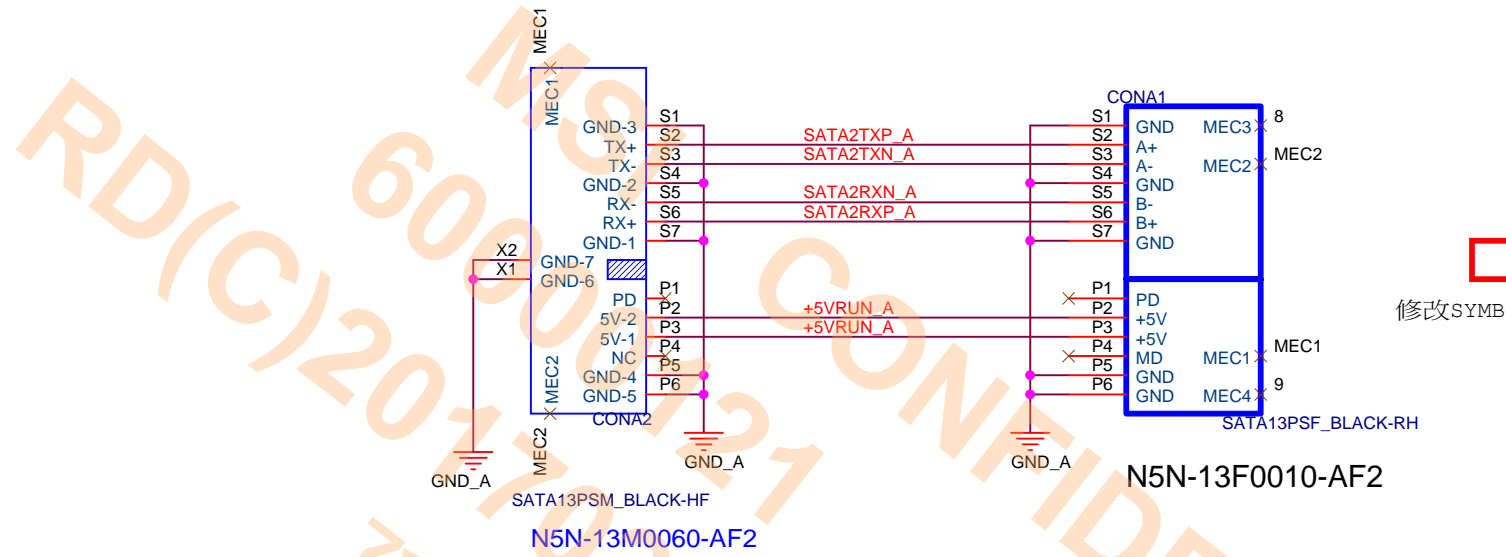 MEC1
MEC1
GND-3 S1
TX+ S2
TX- S3
GND-2 S4
RX- S5
RX+ S6
GND-1 S7
X2 GND-7
X1 GND-6
PD P1
5V-2 P2
5V-1 P3
NC P4
GND-4 P5
GND-5 P6
MEC2
MEC2
CONA2
GND_A
GND_A
SATA13PSM_BLACK-HF
N5N-13M0060-AF2
SATA2TXP_A
SATA2TXN_A
SATA2RXN_A
SATA2RXP_A
+5VRUN_A
+5VRUN_A
CONA1
S1 GND MEC3 8
S2 A+
S3 A- MEC2 MEC2
S4 GND
S5 B-
S6 B+
S7 GND
P1 PD
P2 +5V
P3 +5V
P4 MD MEC1 MEC1
P5 GND
P6 GND MEC4 9
GND_A
SATA13PSF_BLACK-RH
N5N-13F0010-AF2
修改SYMB
MSI CONFIDE
60000121
RD(C)20170